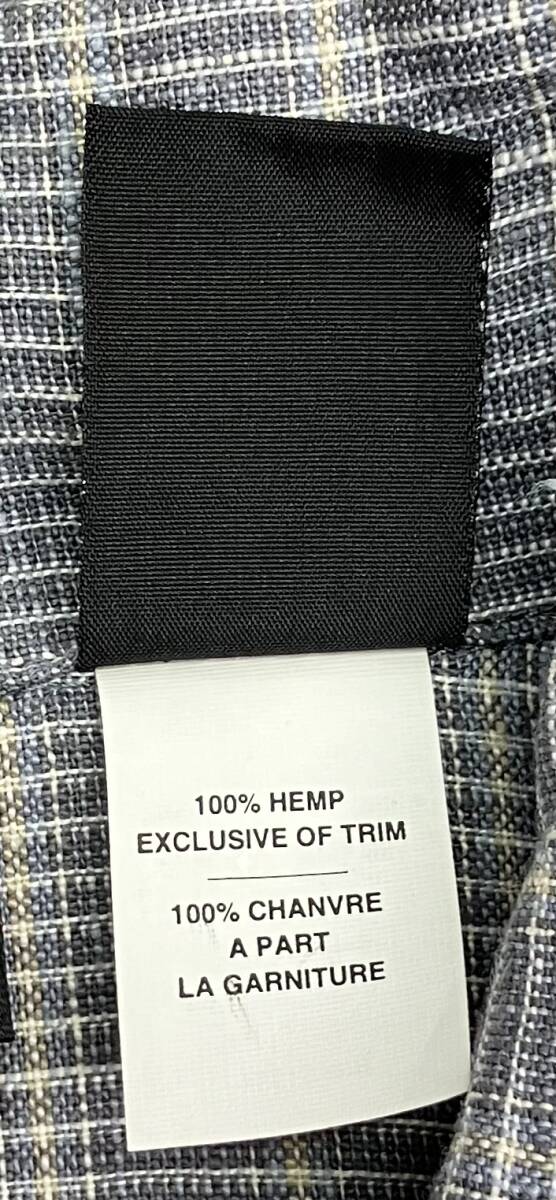 100% HEMP
EXCLUSIVE OF TRIM
100% CHANVRE
A PART
LA GARNITURE